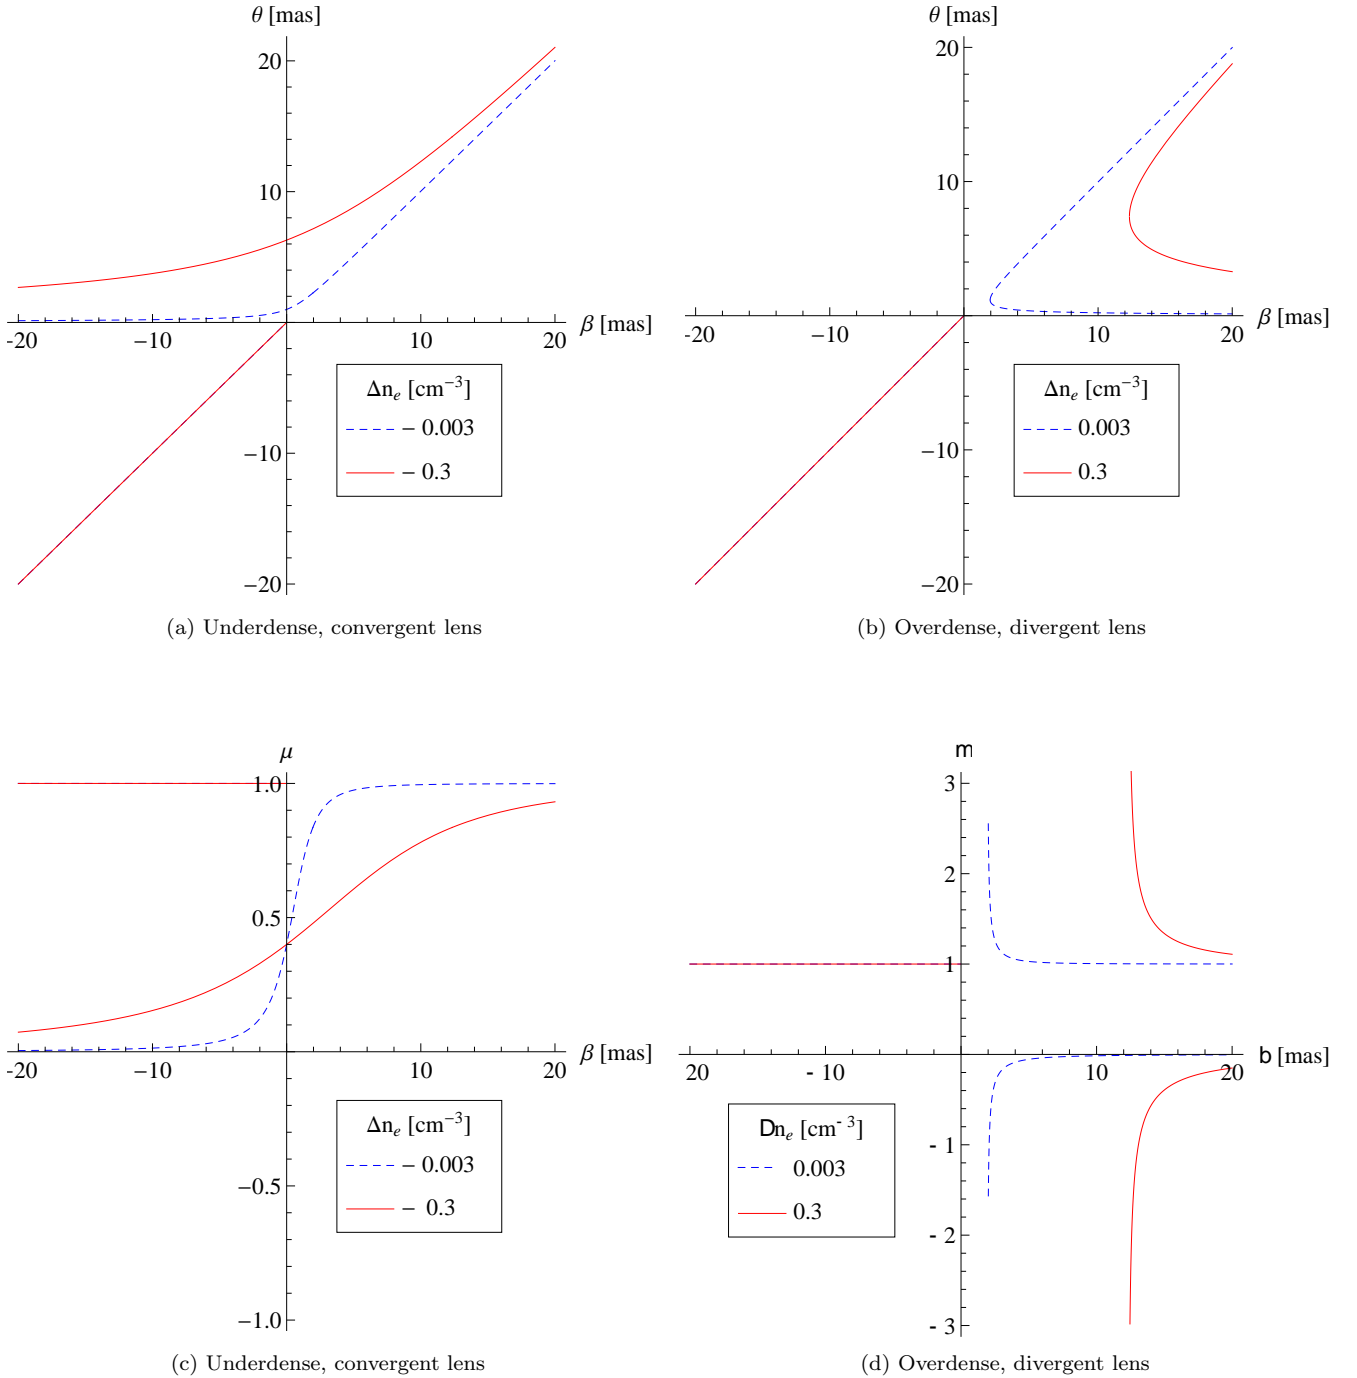 θ [mas]
20
10
-20
−10
10
20
β [mas]
−10
−20
Δnₑ [cm⁻³]
− 0.003
− 0.3
(a) Underdense, convergent lens
θ [mas]
20
10
-20
−10
10
20
β [mas]
−10
−20
Δnₑ [cm⁻³]
0.003
0.3
(b) Overdense, divergent lens
μ
1.0
0.5
-20
−10
10
20
β [mas]
−0.5
−1.0
Δnₑ [cm⁻³]
− 0.003
− 0.3
(c) Underdense, convergent lens
m
3
2
1
20
- 10
10
20
b [mas]
- 1
- 2
- 3
Dnₑ [cm⁻ ³]
0.003
0.3
(d) Overdense, divergent lens